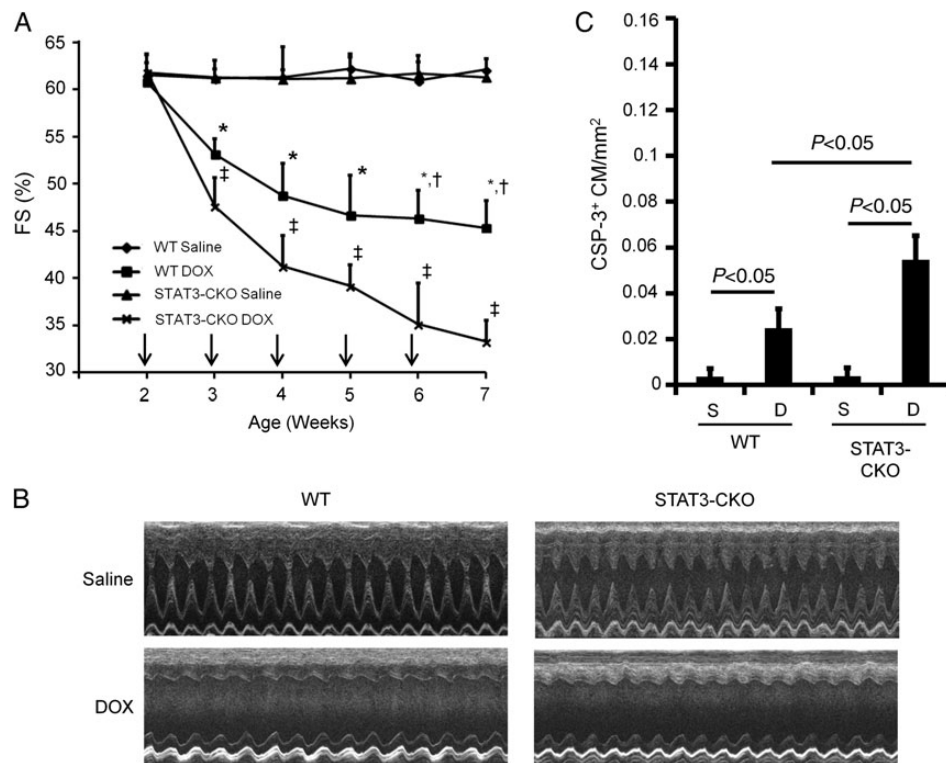 A
65
60
55
50
45
40
35
30
FS (%)
*
*
*
*,†
*,†
‡
‡
‡
‡
‡
WT Saline
WT DOX
STAT3-CKO Saline
STAT3-CKO DOX
2 3 4 5 6 7
Age (Weeks)
C
0.16
0.14
0.12
0.1
0.08
0.06
0.04
0.02
0
CSP-3⁺ CM/mm²
P<0.05
P<0.05
P<0.05
S D S D
WT
STAT3-
CKO
B
WT STAT3-CKO
Saline
DOX